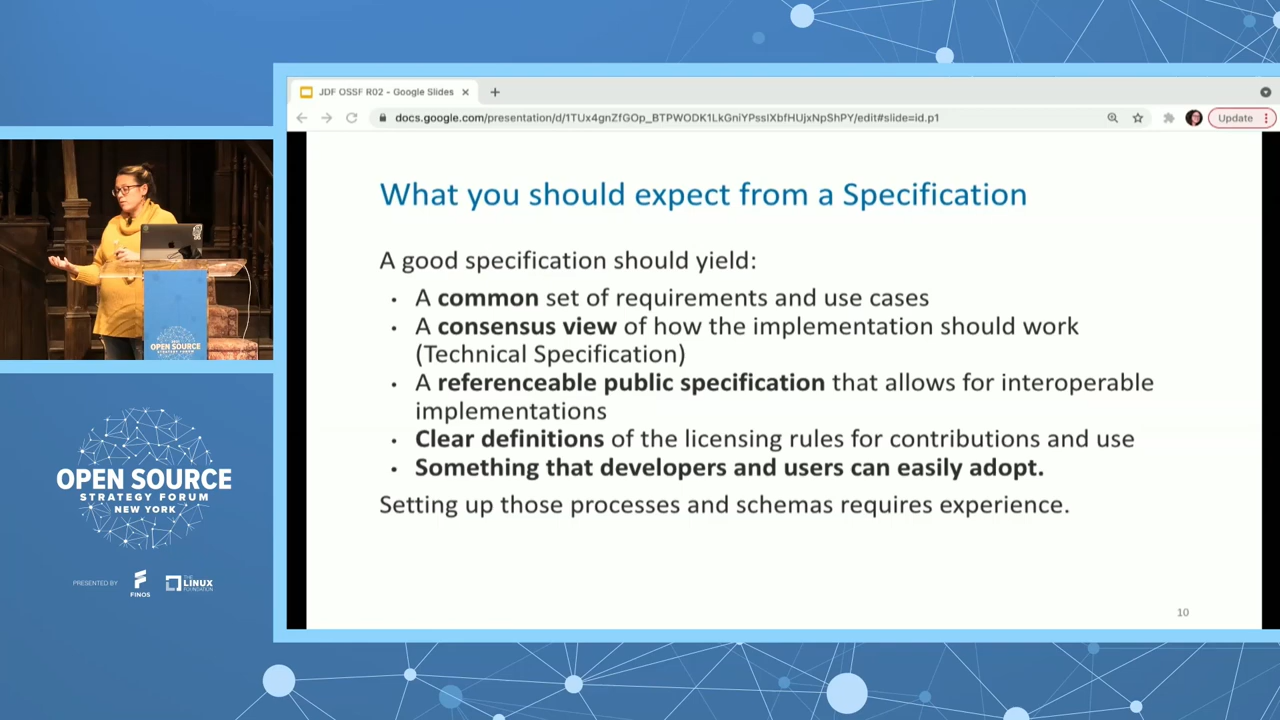 JDF OSSF R02 - Google Slides
docs.google.com/presentation/d/1TUx4gnZfGOp_BTPWODK1LkGniYPssIXbfHUjxNpShPY/edit#slide=id.p1
Update
What you should expect from a Specification
A good specification should yield:
• A common set of requirements and use cases
• A consensus view of how the implementation should work
(Technical Specification)
• A referenceable public specification that allows for interoperable
implementations
• Clear definitions of the licensing rules for contributions and use
• Something that developers and users can easily adopt.
Setting up those processes and schemas requires experience.
10
OPEN SOURCE
STRATEGY FORUM
OPEN SOURCE
STRATEGY FORUM
NEW YORK
PRESENTED BY
FINOS
THE
LINUX
FOUNDATION